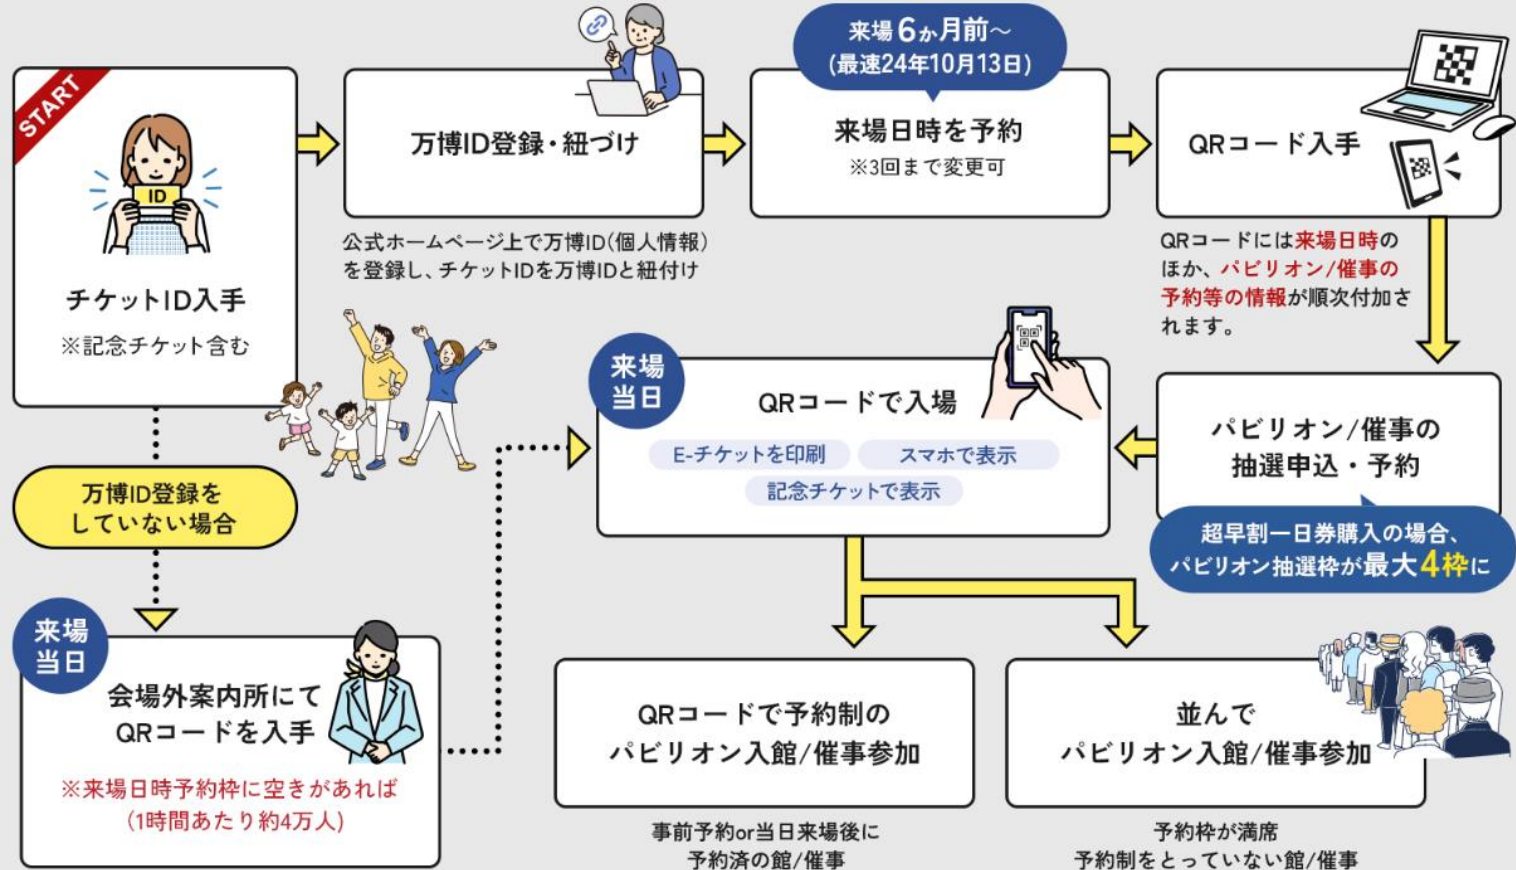 START
ID
チケットID入手
※記念チケット含む
万博ID登録・紐づけ
公式ホームページ上で万博ID(個人情報)
を登録し、チケットIDを万博IDと紐付け
来場6か月前～
(最速24年10月13日)
来場日時を予約
※3回まで変更可
QRコード入手
QRコードには来場日時の
ほか、パビリオン/催事の
予約等の情報が順次付加さ
れます。
パビリオン/催事の
抽選申込・予約
超早割一日券購入の場合、
パビリオン抽選枠が最大4枠に
来場
当日
QRコードで入場
E-チケットを印刷
スマホで表示
記念チケットで表示
万博ID登録を
していない場合
来場
当日
会場外案内所にて
QRコードを入手
※来場日時予約枠に空きがあれば
(1時間あたり約4万人)
QRコードで予約制の
パビリオン入館/催事参加
事前予約or当日来場後に
予約済の館/催事
並んで
パビリオン入館/催事参加
予約枠が満席
予約制をとっていない館/催事